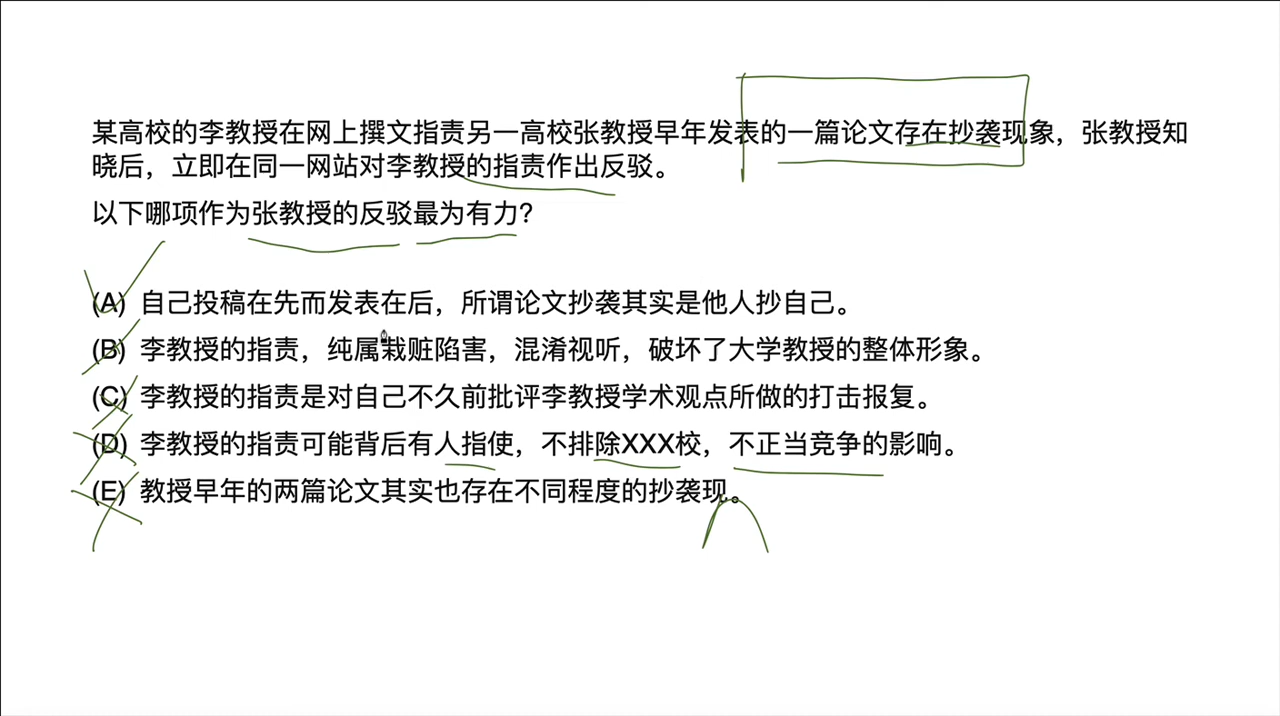 某高校的李教授在网上撰文指责另一高校张教授早年发表的一篇论文存在抄袭现象，张教授知
晓后，立即在同一网站对李教授的指责作出反驳。
以下哪项作为张教授的反驳最为有力?
(A) 自己投稿在先而发表在后，所谓论文抄袭其实是他人抄自己。
(B) 李教授的指责，纯属栽赃陷害，混淆视听，破坏了大学教授的整体形象。
(C) 李教授的指责是对自己不久前批评李教授学术观点所做的打击报复。
(D) 李教授的指责可能背后有人指使，不排除XXX校，不正当竞争的影响。
(E) 教授早年的两篇论文其实也存在不同程度的抄袭现。